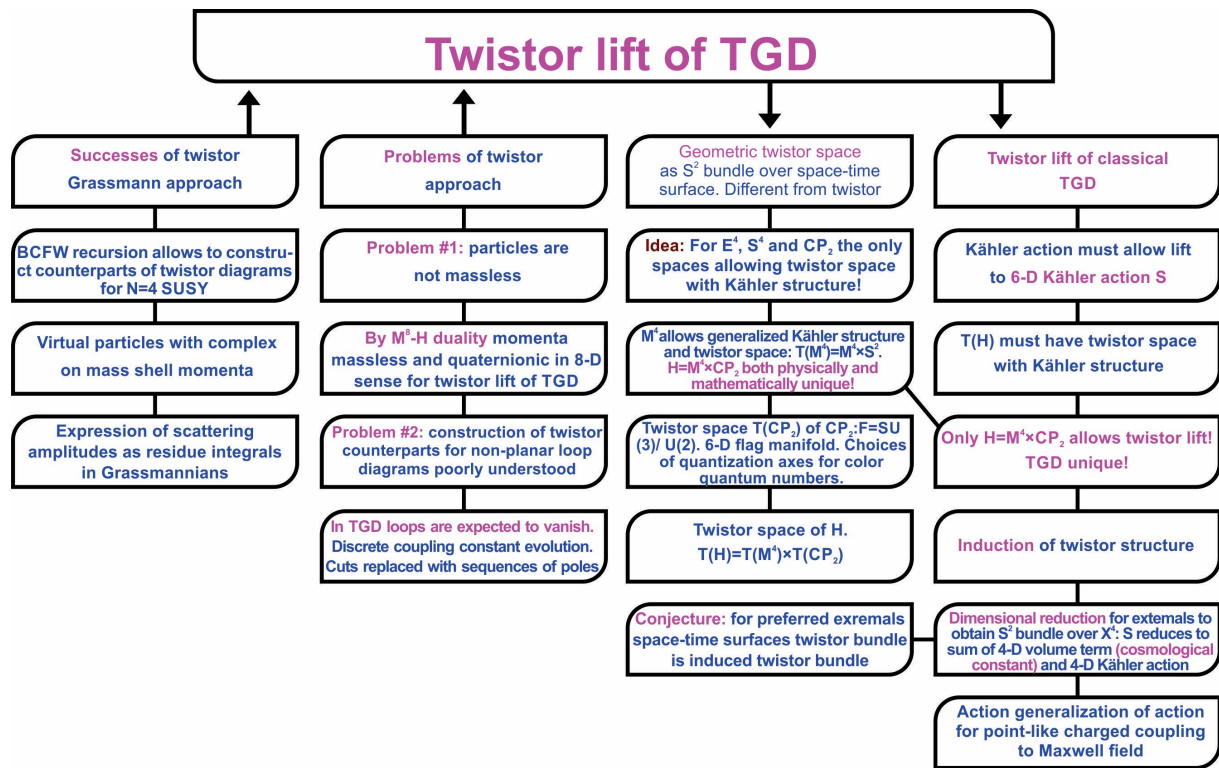 Twistor lift of TGD
Successes of twistor
Grassmann approach
BCFW recursion allows to constru-
ct counterparts of twistor diagrams
for N=4 SUSY
Virtual particles with complex
on mass shell momenta
Expression of scattering
amplitudes as residue integrals
in Grassmannians
Problems of twistor
approach
Problem #1: particles are
not massless
By M⁸-H duality momenta
massless and quaternionic in 8-D
sense for twistor lift of TGD
Problem #2: construction of twistor
counterparts for non-planar loop
diagrams poorly understood
In TGD loops are expected to vanish.
Discrete coupling constant evolution.
Cuts replaced with sequences of poles
Geometric twistor space
as S² bundle over space-time
surface. Different from twistor
Idea: For E⁴, S⁴ and CP₂ the only
spaces allowing twistor space
with Kähler structure!
M⁴allows generalized Kähler structure
and twistor space: T(M⁴)=M⁴×S².
H=M⁴×CP₂ both physically and
mathematically unique!
Twistor space T(CP₂) of CP₂:F=SU
(3)/ U(2). 6-D flag manifold. Choices
of quantization axes for color
quantum numbers.
Twistor space of H.
T(H)=T(M⁴)×T(CP₂)
Conjecture: for preferred exremals
space-time surfaces twistor bundle
is induced twistor bundle
Twistor lift of classical
TGD
Kähler action must allow lift
to 6-D Kähler action S
T(H) must have twistor space
with Kähler structure
Only H=M⁴×CP₂ allows twistor lift!
TGD unique!
Induction of twistor structure
Dimensional reduction for externals to
obtain S² bundle over X⁴: S reduces to
sum of 4-D volume term (cosmological
constant) and 4-D Kähler action
Action generalization of action
for point-like charged coupling
to Maxwell field